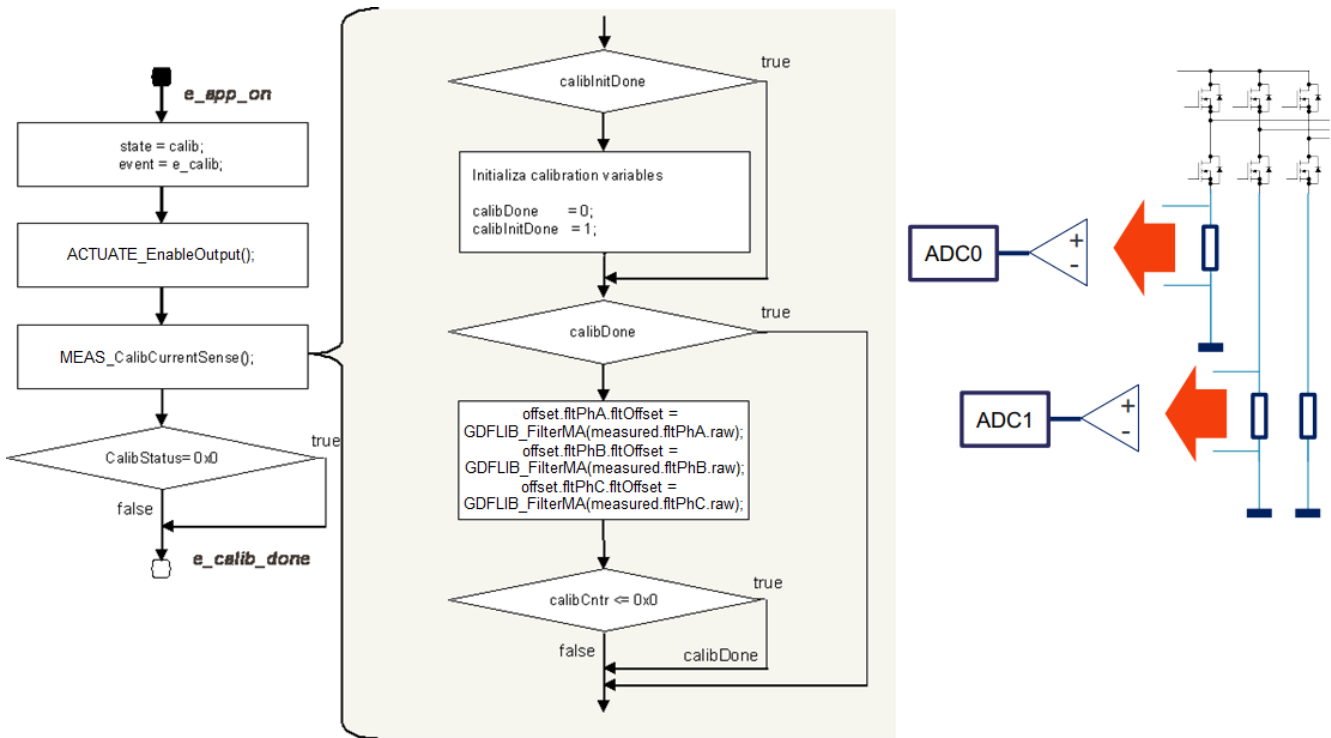 e_app_on
state = calib;
event = e_calib;
ACTUATE_EnableOutput();
MEAS_CalibCurrentSense();
CalibStatus= 0x0
true
false
e_calib_done
calibInitDone
true
Initializa calibration variables
calibDone = 0;
calibInitDone = 1;
calibDone
true
offset.fltPhA.fltOffset =
GDFLIB_FilterMA(measured.fltPhA.raw);
offset.fltPhB.fltOffset =
GDFLIB_FilterMA(measured.fltPhB.raw);
offset.fltPhC.fltOffset =
GDFLIB_FilterMA(measured.fltPhC.raw);
calibCntr <= 0x0
true
false
calibDone
ADC0
+
-
ADC1
+
-